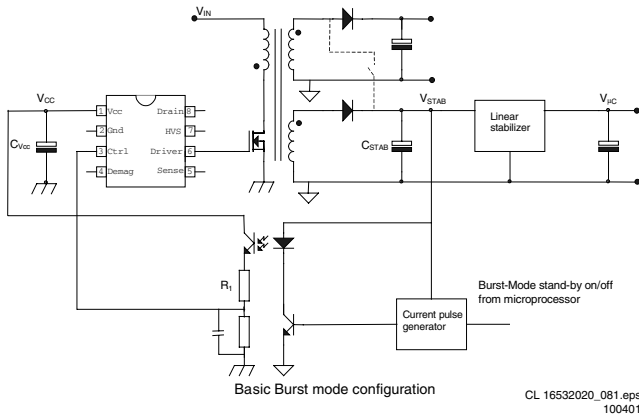 VIN
VCC
CVcc
1 Vcc
2 Gnd
3 Ctrl
4 Demag
Drain 8
HVS 7
Driver 6
Sense 5
VSTAB
CSTAB
Linear
stabilizer
VµC
R1
Current pulse
generator
Burst-Mode stand-by on/off
from microprocessor
Basic Burst mode configuration
CL 16532020_081.eps
100401